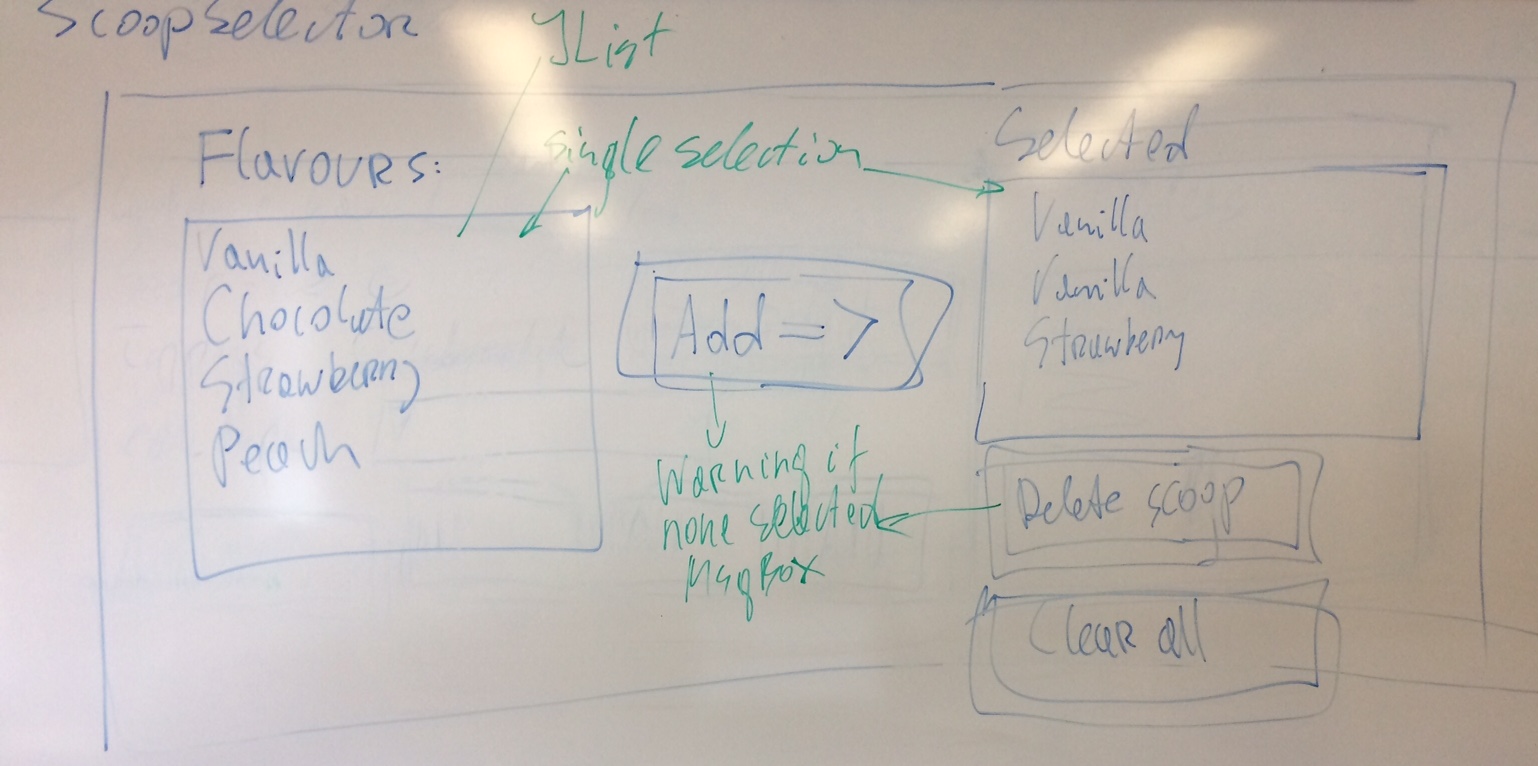 ScoopSelector
JList
Flavours:
single selection
Selected
Vanilla
Chocolate
Strawberry
Peach
Add =>
Vanilla
Vanilla
Strawberry
Warning if
none selected
MsgBox
Delete scoop
Clear all